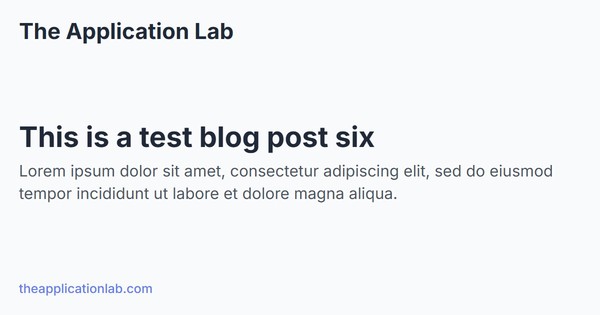 The Application Lab
This is a test blog post six
Lorem ipsum dolor sit amet, consectetur adipiscing elit, sed do eiusmod
tempor incididunt ut labore et dolore magna aliqua.
theapplicationlab.com